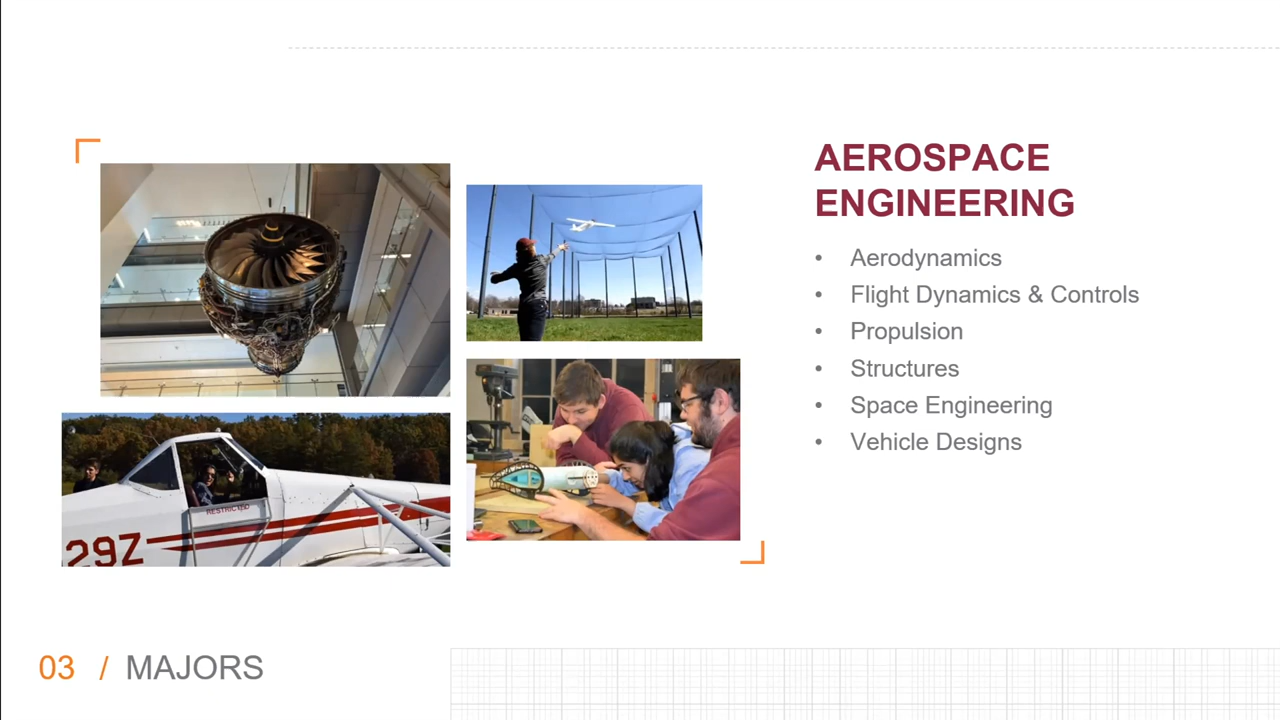 AEROSPACE
ENGINEERING
• Aerodynamics
• Flight Dynamics & Controls
• Propulsion
• Structures
• Space Engineering
• Vehicle Designs
RESTRICTED
29Z
03 / MAJORS